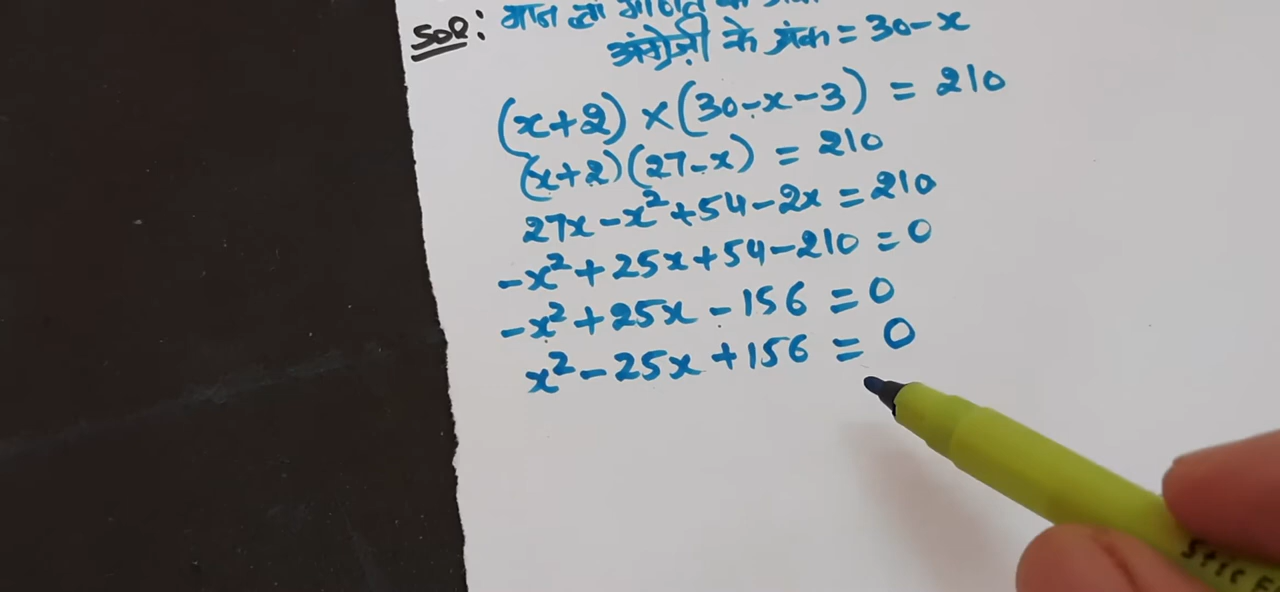 SOL: मान लो गणित के
अंग्रेज़ी के अंक = 30-x
(x+2) × (30-x-3) = 210
(x+2)(27-x) = 210
27x-x²+54-2x = 210
-x²+25x+54-210 = 0
-x²+25x-156 = 0
x²-25x+156 = 0